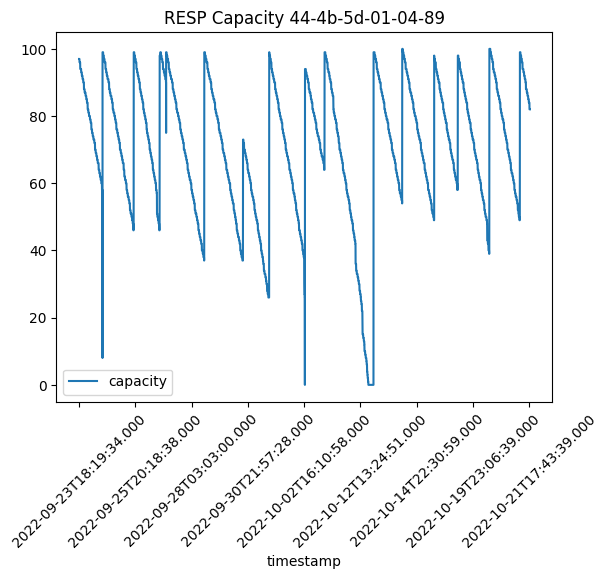 RESP Capacity 44-4b-5d-01-04-89
100
80
60
40
20
0
capacity
2022-09-23T18:19:34.000
2022-09-25T20:18:38.000
2022-09-28T03:03:00.000
2022-09-30T21:57:28.000
2022-10-02T16:10:58.000
2022-10-12T13:24:51.000
2022-10-14T22:30:59.000
2022-10-19T23:06:39.000
2022-10-21T17:43:39.000
timestamp